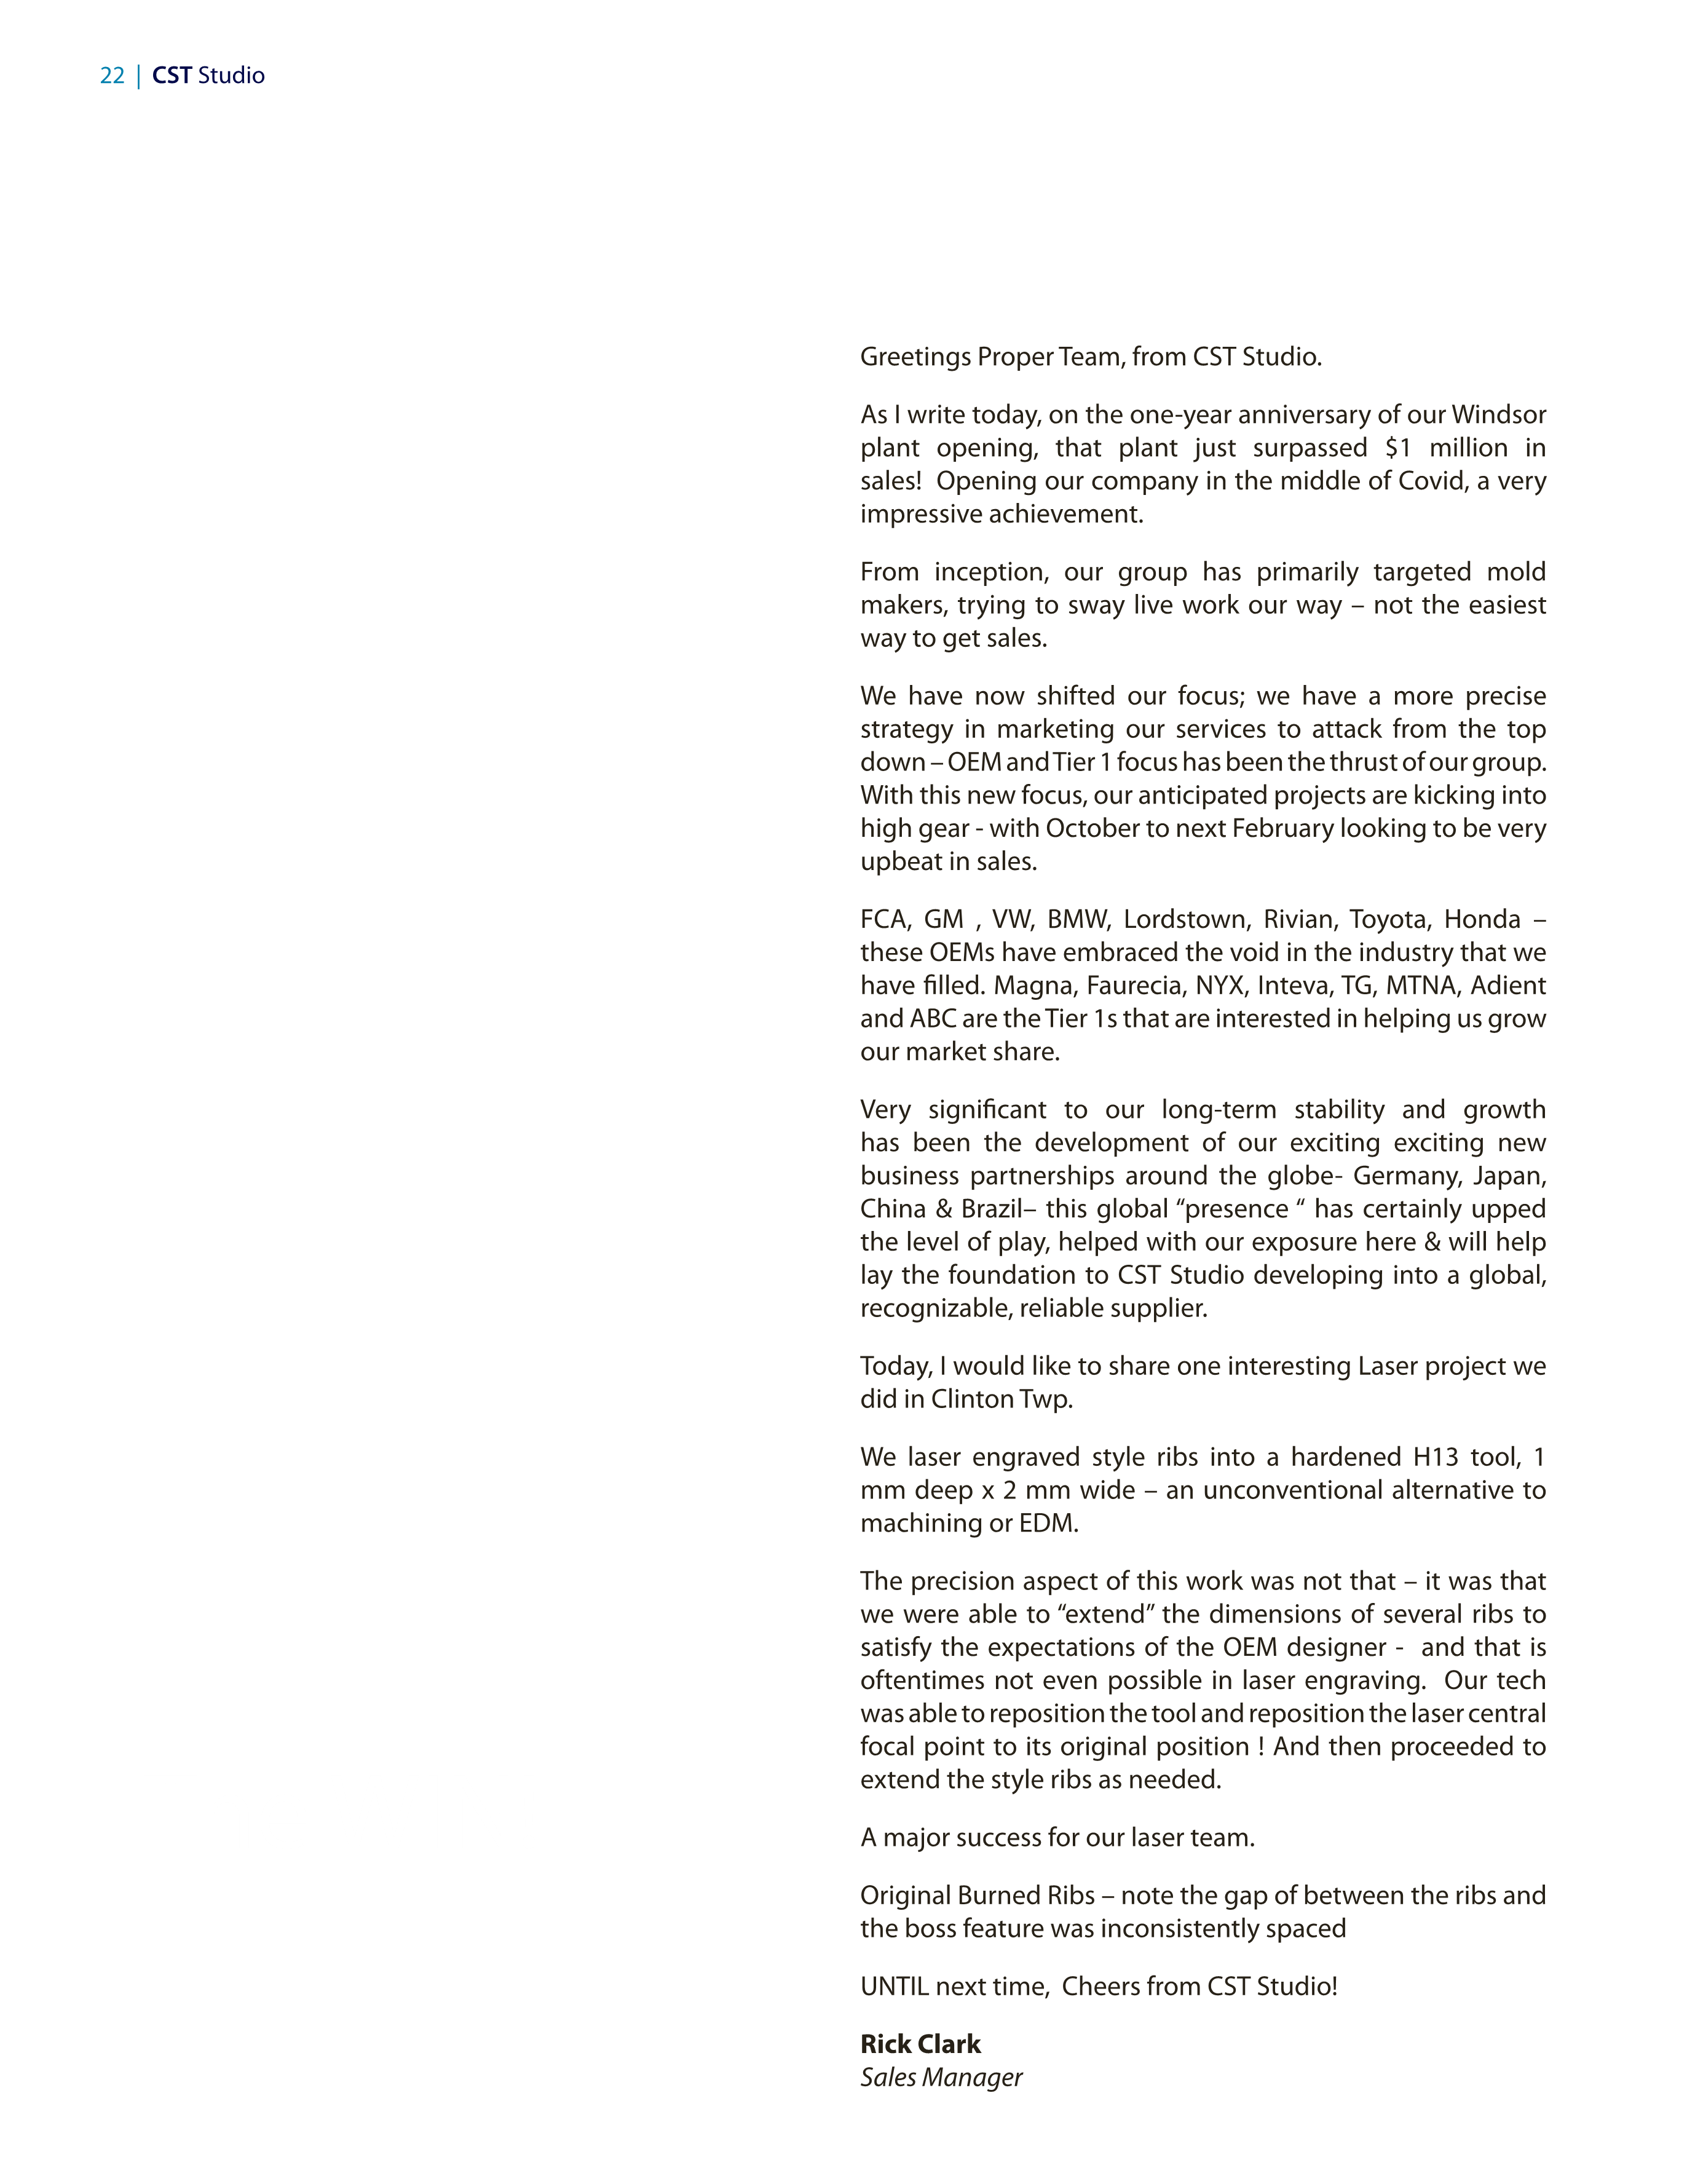 22 | CST Studio
Greetings Proper Team, from CST Studio.
As I write today, on the one-year anniversary of our Windsor
plant opening, that plant just surpassed $1 million in
sales!  Opening our company in the middle of Covid, a very
impressive achievement.
From inception, our group has primarily targeted mold
makers, trying to sway live work our way – not the easiest
way to get sales.
We have now shifted our focus; we have a more precise
strategy in marketing our services to attack from the top
down – OEM and Tier 1 focus has been the thrust of our group.
With this new focus, our anticipated projects are kicking into
high gear - with October to next February looking to be very
upbeat in sales.
FCA, GM , VW, BMW, Lordstown, Rivian, Toyota, Honda –
these OEMs have embraced the void in the industry that we
have filled. Magna, Faurecia, NYX, Inteva, TG, MTNA, Adient
and ABC are the Tier 1s that are interested in helping us grow
our market share.
Very significant to our long-term stability and growth
has been the development of our exciting exciting new
business partnerships around the globe- Germany, Japan,
China & Brazil– this global “presence “ has certainly upped
the level of play, helped with our exposure here & will help
lay the foundation to CST Studio developing into a global,
recognizable, reliable supplier.
Today, I would like to share one interesting Laser project we
did in Clinton Twp.
We laser engraved style ribs into a hardened H13 tool, 1
mm deep x 2 mm wide – an unconventional alternative to
machining or EDM.
The precision aspect of this work was not that – it was that
we were able to “extend” the dimensions of several ribs to
satisfy the expectations of the OEM designer -  and that is
oftentimes not even possible in laser engraving.  Our tech
was able to reposition the tool and reposition the laser central
focal point to its original position ! And then proceeded to
extend the style ribs as needed.
A major success for our laser team.
Original Burned Ribs – note the gap of between the ribs and
the boss feature was inconsistently spaced
UNTIL next time,  Cheers from CST Studio!
Rick Clark
Sales Manager